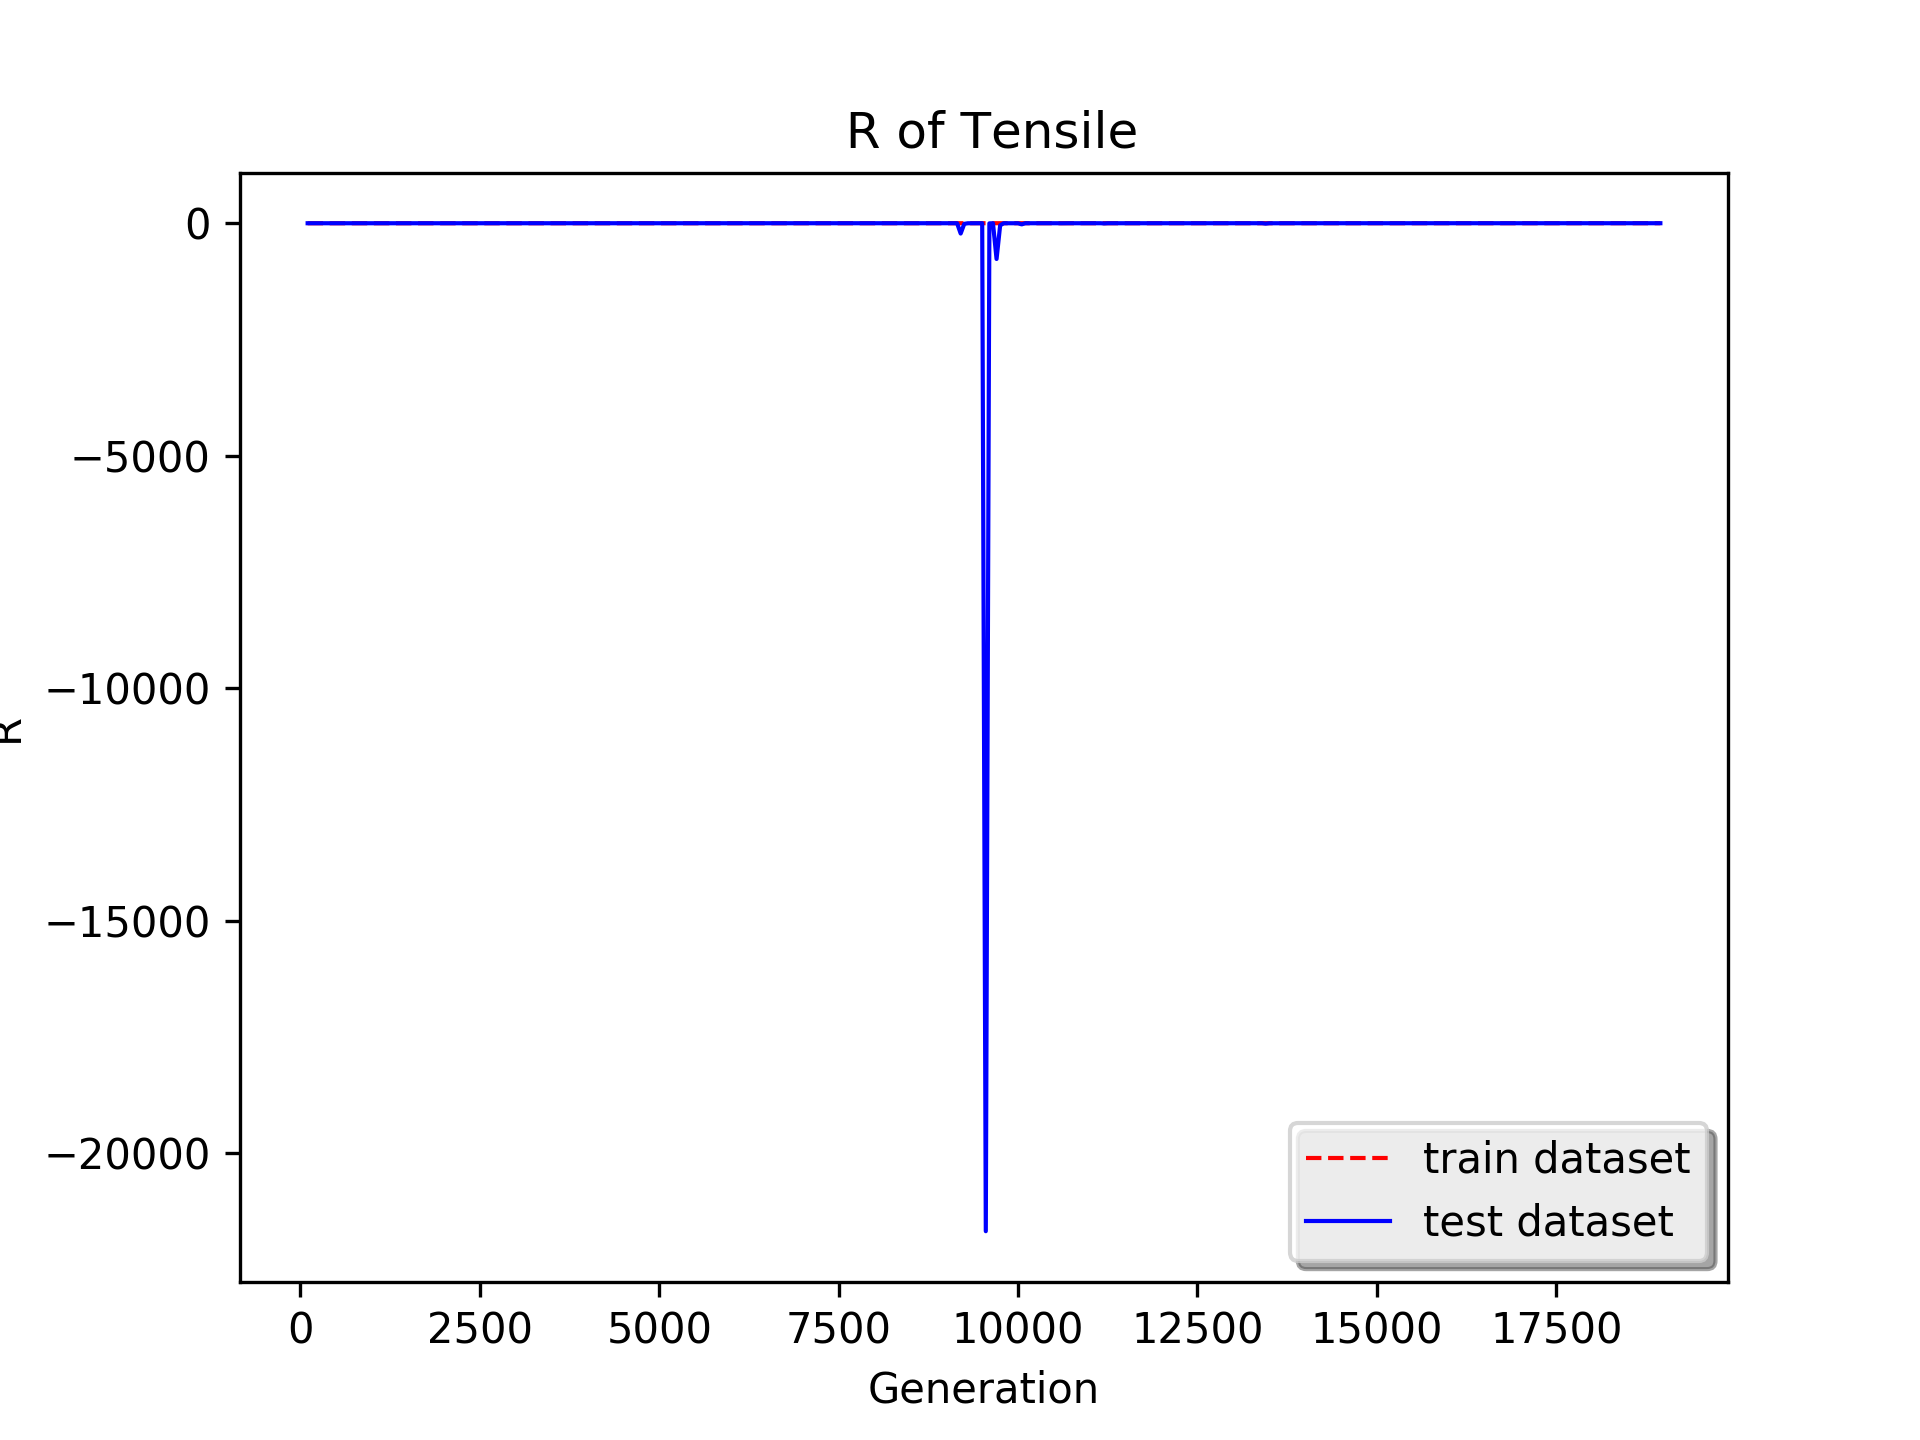 R of Tensile
0
−5000
−10000
−15000
−20000
R
0 2500 5000 7500 10000 12500 15000 17500
Generation
train dataset
test dataset